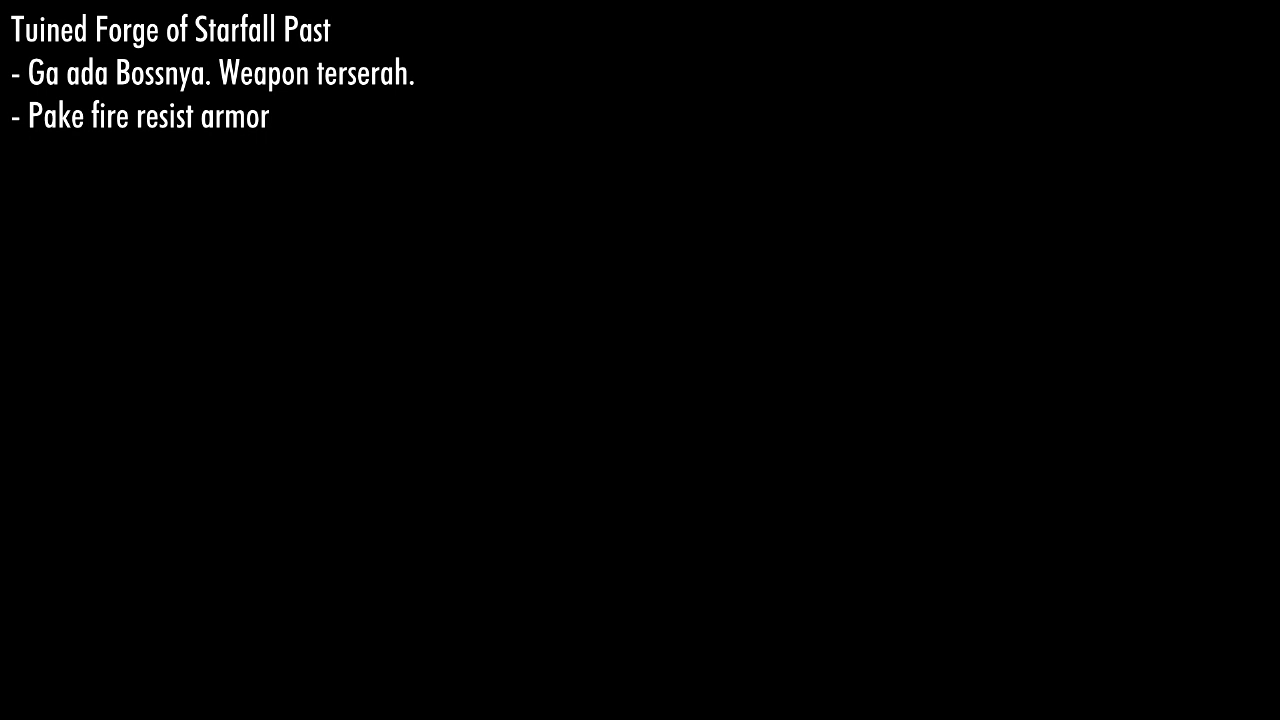 Tuined Forge of Starfall Past
- Ga ada Bossnya. Weapon terserah.
- Pake fire resist armor